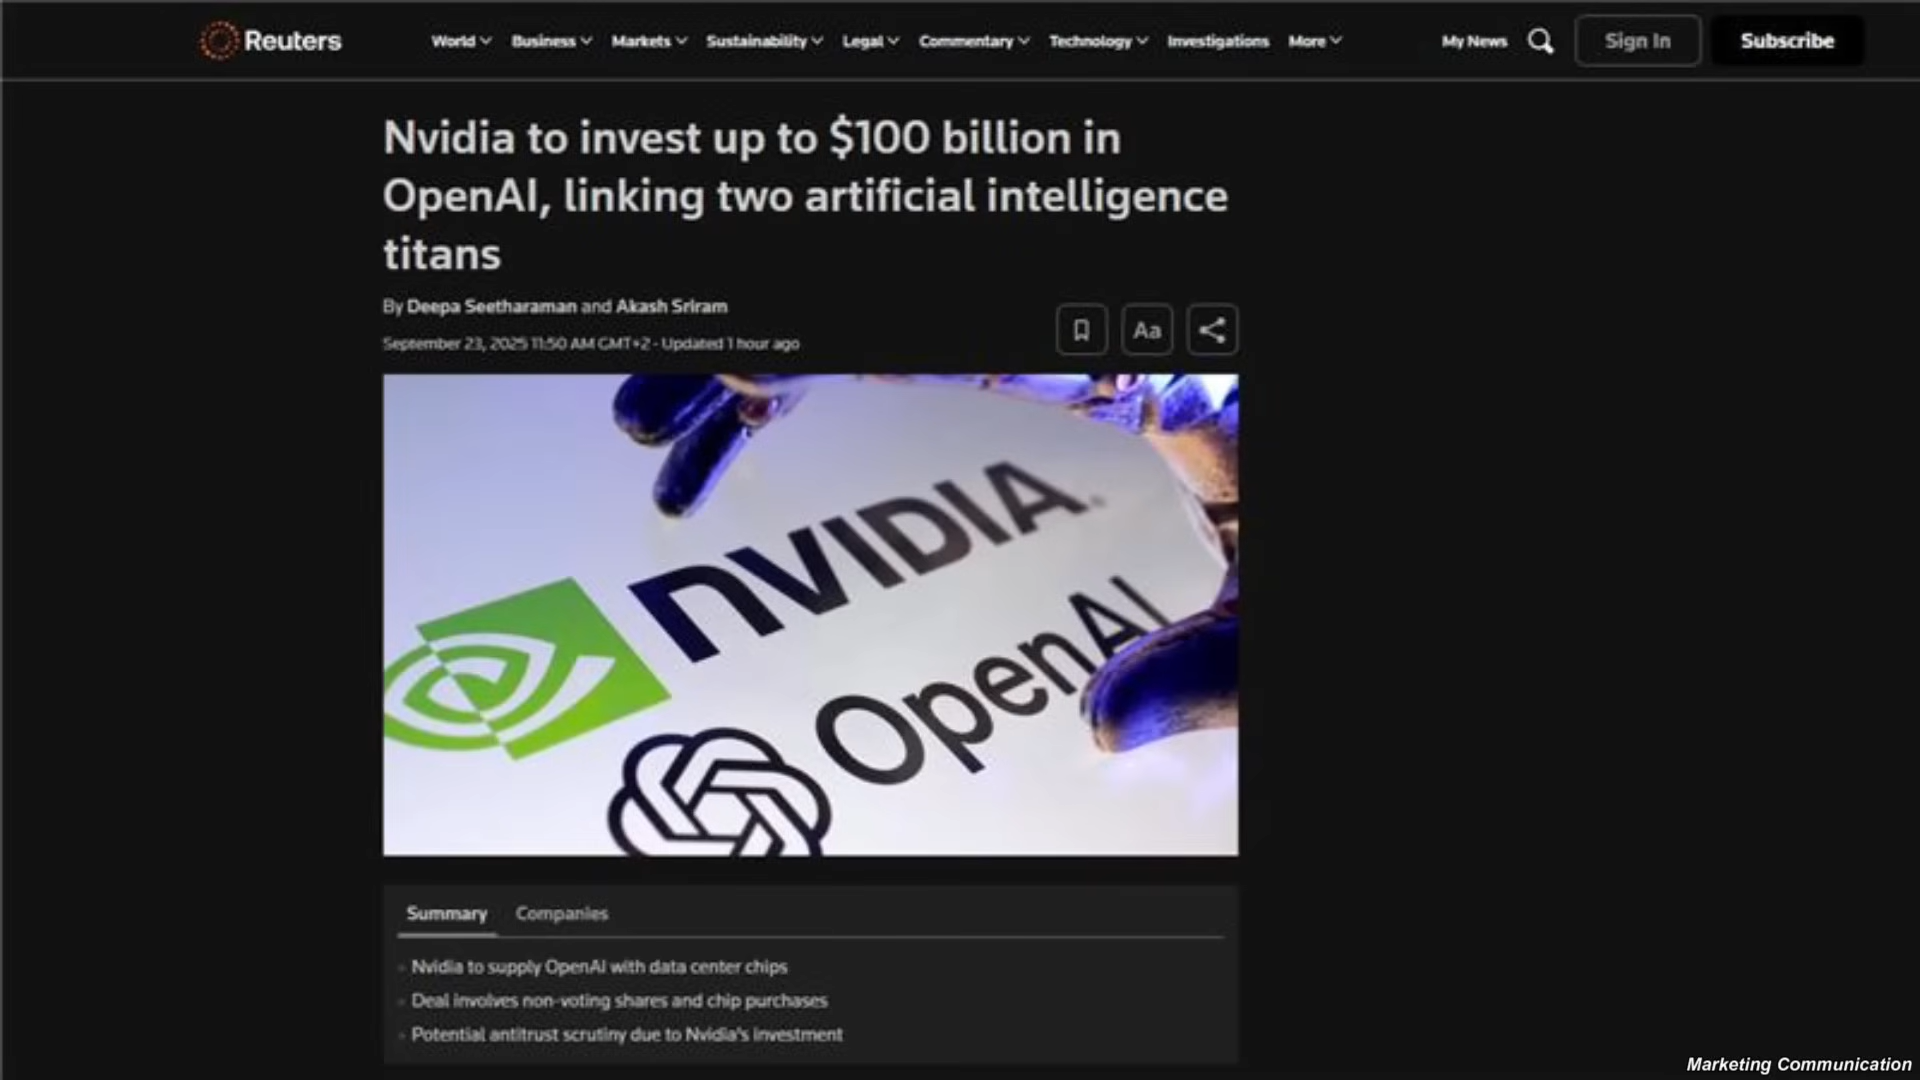 Reuters World Business Markets Sustainability Legal Commentary Technology Investigations More My News Sign In Subscribe
Nvidia to invest up to $100 billion in
OpenAI, linking two artificial intelligence
titans
By Deepa Seetharaman and Akash Sriram
Aa
September 23, 2025 11:50 AM GMT+2 - Updated 1 hour ago
NVIDIA.
OpenAI
Summary Companies
Nvidia to supply OpenAI with data center chips
Deal involves non-voting shares and chip purchases
Potential antitrust scrutiny due to Nvidia's investment
Marketing Communication